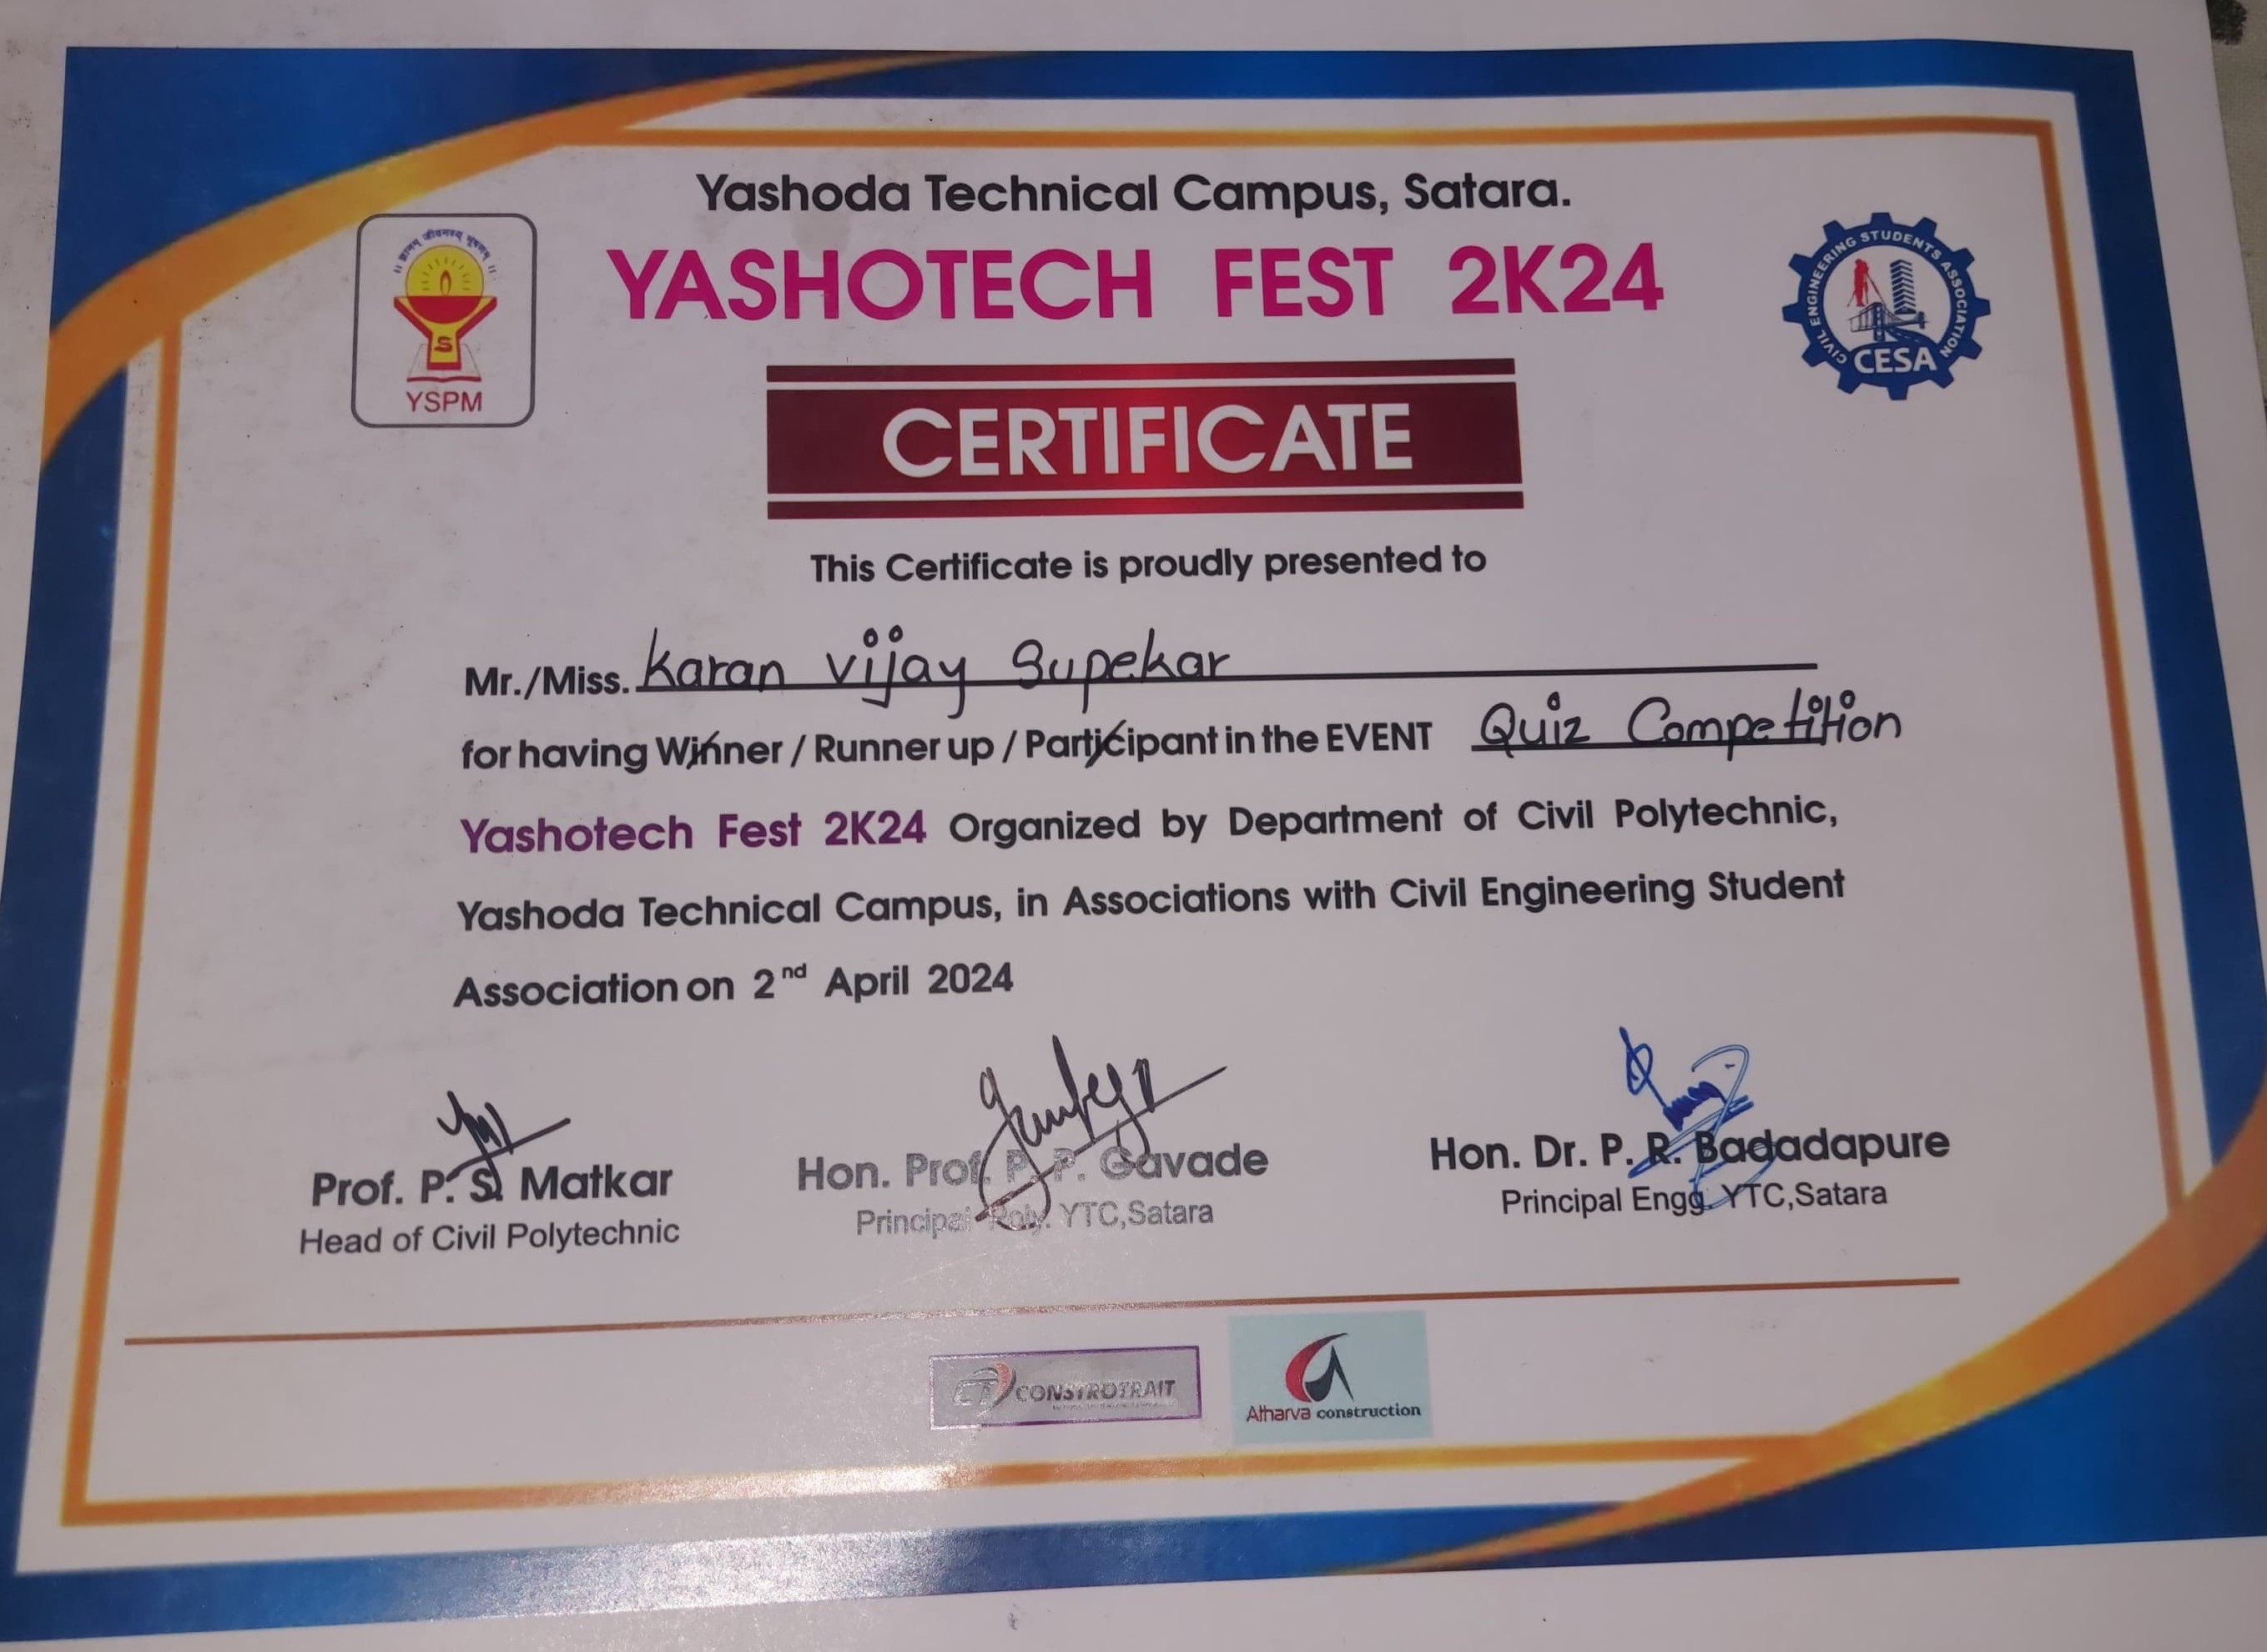 Yashoda Technical Campus, Satara.
YASHOTECH FEST 2K24
॥ ज्ञानम् जीवनस्य भूषणम् ॥
S
YSPM
CIVIL ENGINEERING STUDENTS ASSOCIATION
CESA
CERTIFICATE
This Certificate is proudly presented to
Mr./Miss. Karan vijay Supekar
for having Winner / Runner up / Participant in the EVENT Quiz Competition
Yashotech Fest 2K24 Organized by Department of Civil Polytechnic,
Yashoda Technical Campus, in Associations with Civil Engineering Student
Association on 2nd April 2024
Prof. P. S. Matkar
Head of Civil Polytechnic
Hon. Prof. P. P. Gavade
Principal Poly. YTC,Satara
Hon. Dr. P. R. Badadapure
Principal Engg. YTC,Satara
CT CONSTROTRAIT
Atharva construction